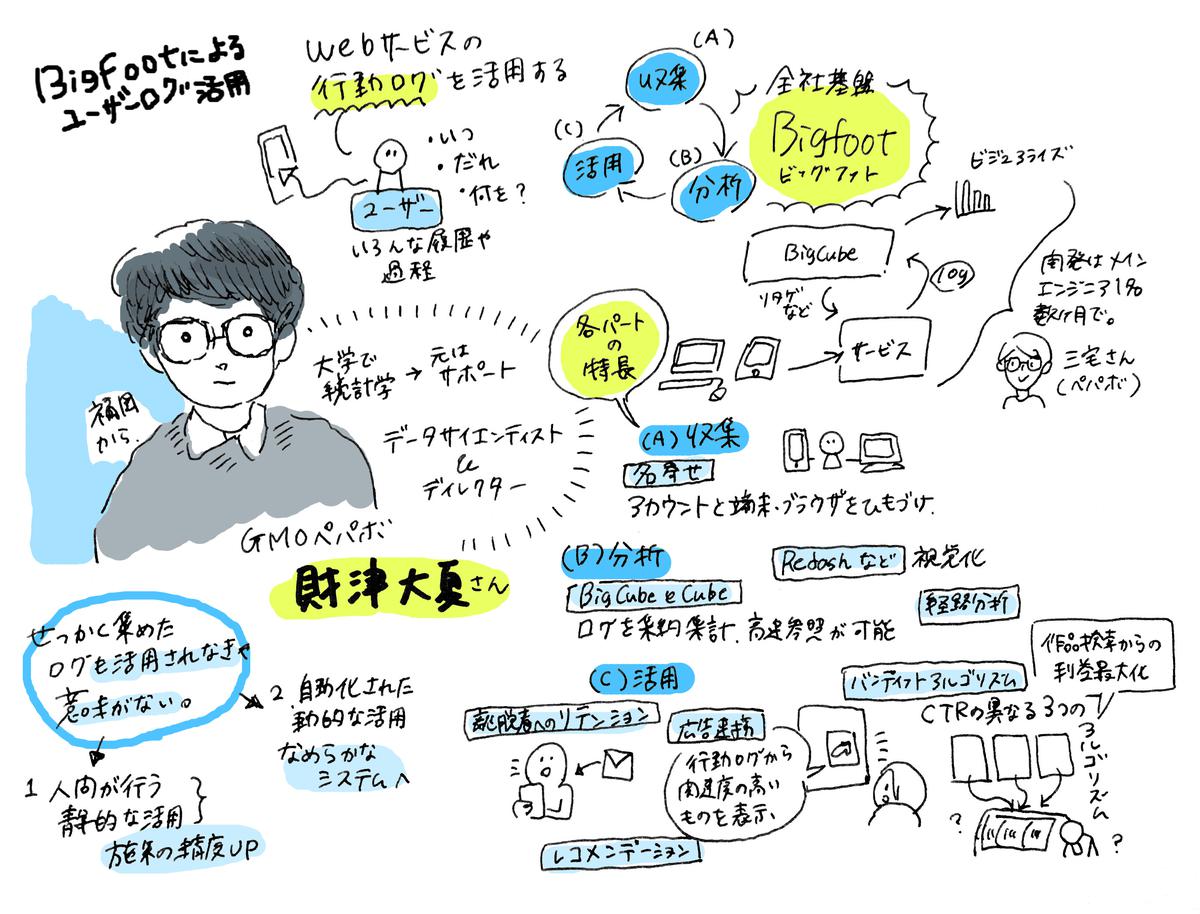 Bigfootによる
ユーザーログ活用
Webサービスの
行動ログを活用する
・いつ
・だれ
・何を?
ユーザー
いろんな履歴や
過程
(A)
収集
(B)
分析
(C)
活用
全社基盤
Bigfoot
ビッグフット
ビジュアライズ
BigCube
log
リタゲ
など
サービス
開発はメイン
エンジニア1名
数ヶ月で。
三宅さん
(ペパボ)
福岡
から、
大学で
統計学
→
元は
サポート
データサイエンティスト
&
ディレクター
GMOペパボ
財津大夏さん
各パート
の
特長
(A)収集
名寄せ
アカウントと端末・ブラウザをひもづけ.
(B)分析
BigCubeとCube
ログを集約集計.高速参照が可能
Redashなど 視覚化
経路分析
(C)活用
離脱者へのリテンション
広告連携
行動ログから
関連度の高い
ものを表示、
レコメンデーション
バンディットアルゴリズム
作品検索からの
利益最大化
CTRの異なる3つの
アルゴリズム
?
?
せっかく集めた
ログも活用されなきゃ
意味がない。
1 人間が行う
静的な活用
施策の精度UP
2.自動化された
動的な活用
なめらかな
システムへ